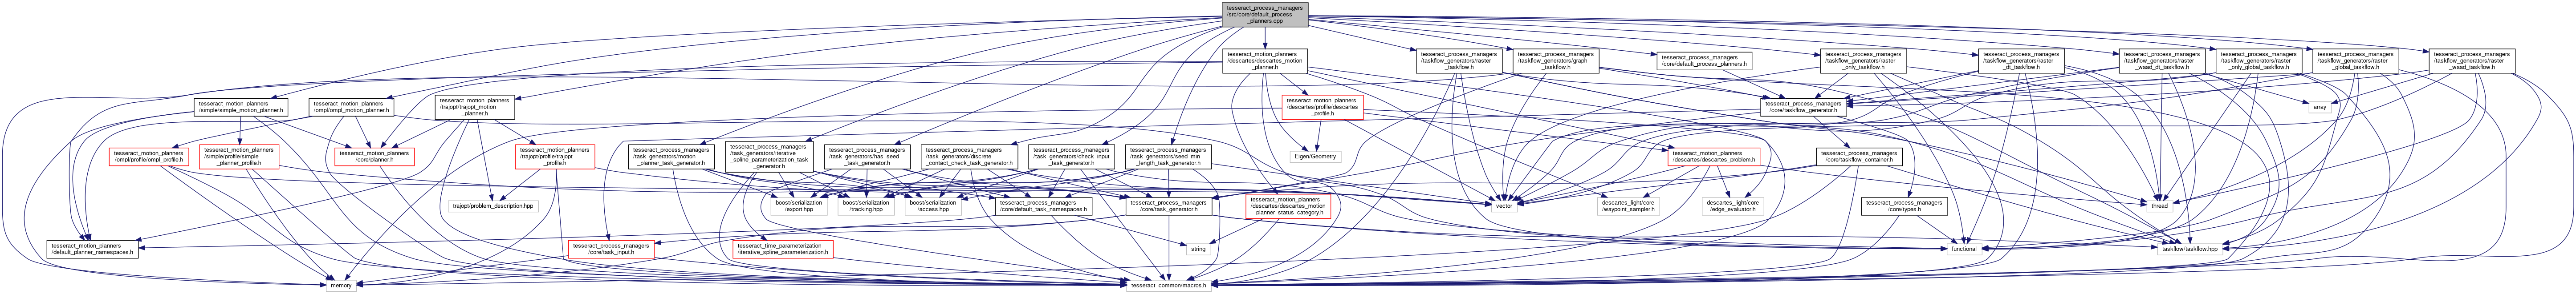 tesseract_process_managers
/src/core/default_process
_planners.cpp
tesseract_motion_planners
/descartes/descartes_motion
_planner.h
tesseract_process_managers
/taskflow_generators/raster
_taskflow.h
tesseract_process_managers
/taskflow_generators/graph
_taskflow.h
tesseract_process_managers
/core/default_process_planners.h
tesseract_process_managers
/taskflow_generators/raster
_only_taskflow.h
tesseract_process_managers
/taskflow_generators/raster
_dt_taskflow.h
tesseract_process_managers
/taskflow_generators/raster
_waad_dt_taskflow.h
tesseract_process_managers
/taskflow_generators/raster
_only_global_taskflow.h
tesseract_process_managers
/taskflow_generators/raster
_global_taskflow.h
tesseract_process_managers
/taskflow_generators/raster
_waad_taskflow.h
tesseract_motion_planners
/simple/simple_motion_planner.h
tesseract_motion_planners
/ompl/ompl_motion_planner.h
tesseract_motion_planners
/trajopt/trajopt_motion
_planner.h
tesseract_motion_planners
/descartes/profile/descartes
_profile.h
tesseract_process_managers
/core/taskflow_generator.h
array
tesseract_motion_planners
/ompl/profile/ompl_profile.h
tesseract_motion_planners
/simple/profile/simple
_planner_profile.h
tesseract_motion_planners
/core/planner.h
tesseract_motion_planners
/trajopt/profile/trajopt
_profile.h
tesseract_process_managers
/task_generators/motion
_planner_task_generator.h
tesseract_process_managers
/task_generators/iterative
_spline_parameterization_task
_generator.h
tesseract_process_managers
/task_generators/has_seed
_task_generator.h
tesseract_process_managers
/task_generators/discrete
_contact_check_task_generator.h
tesseract_process_managers
/task_generators/check_input
_task_generator.h
tesseract_process_managers
/task_generators/seed_min
_length_task_generator.h
Eigen/Geometry
tesseract_motion_planners
/descartes/descartes_problem.h
tesseract_process_managers
/core/taskflow_container.h
trajopt/problem_description.hpp
boost/serialization
/export.hpp
boost/serialization
/tracking.hpp
boost/serialization
/access.hpp
tesseract_process_managers
/core/default_task_namespaces.h
tesseract_process_managers
/core/task_generator.h
tesseract_motion_planners
/descartes/descartes_motion
_planner_status_category.h
vector
descartes_light/core
/waypoint_sampler.h
descartes_light/core
/edge_evaluator.h
tesseract_process_managers
/core/types.h
thread
tesseract_motion_planners
/default_planner_namespaces.h
tesseract_process_managers
/core/task_input.h
tesseract_time_parameterization
/iterative_spline_parameterization.h
string
functional
taskflow/taskflow.hpp
memory
tesseract_common/macros.h